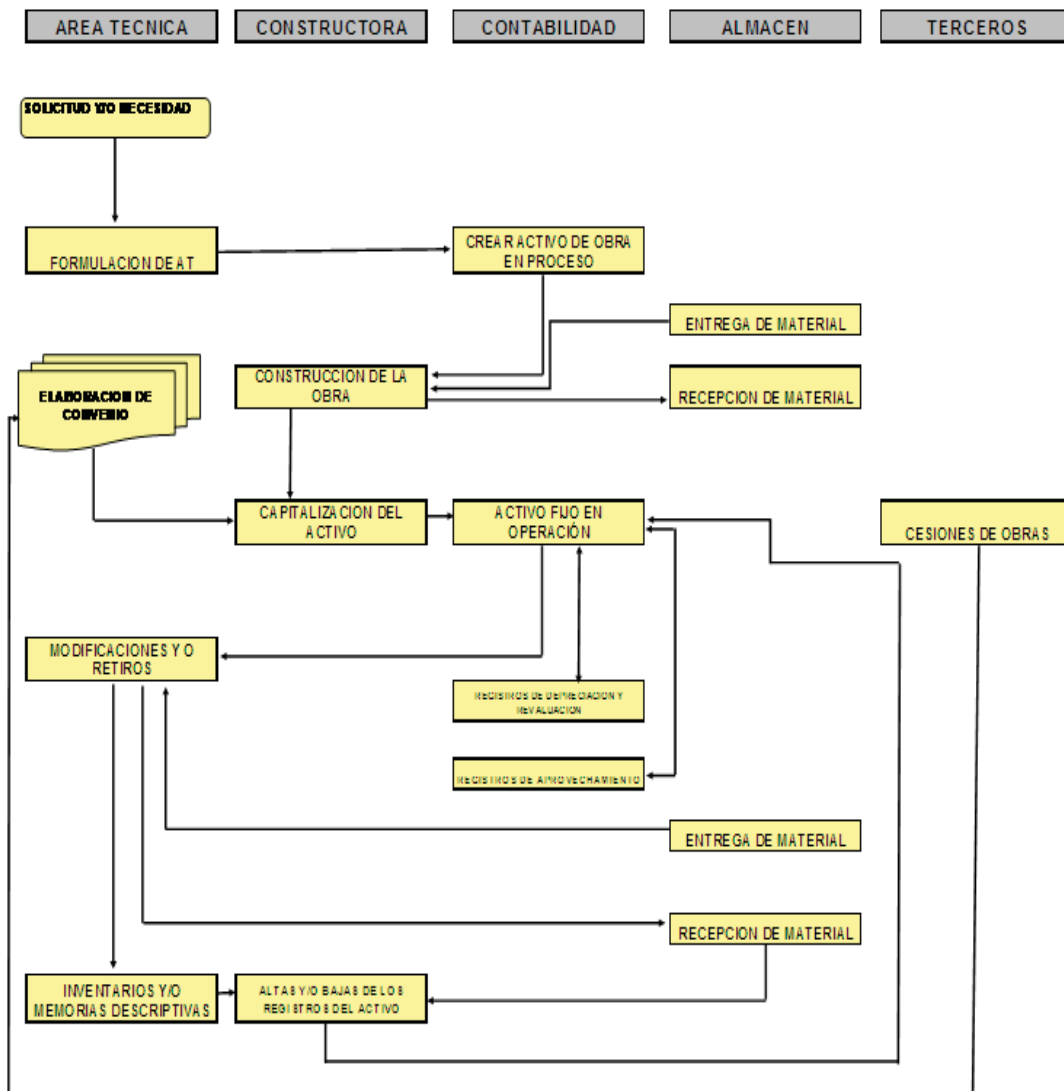 AREA TECNICA
CONSTRUCTORA
CONTABILIDAD
ALMACEN
TERCEROS
SOLICITUD Y/O NECESIDAD
FORMULACION DE AT
CREAR ACTIVO DE OBRA
EN PROCESO
ENTREGA DE MATERIAL
ELABORACION DE
CONVENIO
CONSTRUCCION DE LA
OBRA
RECEPCION DE MATERIAL
CAPITALIZACION DEL
ACTIVO
ACTIVO FIJO EN
OPERACIÓN
CESIONES DE OBRAS
MODIFICACIONES Y O
RETIROS
REGISTROS DE DEPRECIACION Y
REVALUACION
REGISTROS DE APROVECHAMIENTO
ENTREGA DE MATERIAL
RECEPCION DE MATERIAL
INVENTARIOS Y/O
MEMORIAS DESCRIPTIVAS
ALTAS Y/O BAJAS DE LOS
REGISTROS DEL ACTIVO